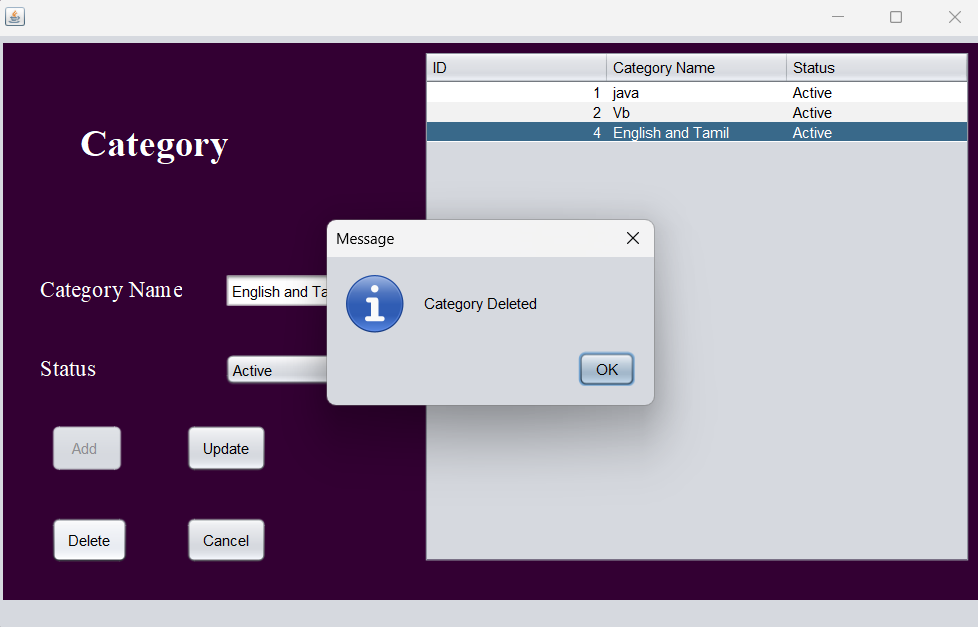 ID Category Name Status
1 java Active
2 Vb Active
4 English and Tamil Active
Category
Message
Category Deleted
OK
Category Name English and Ta
Status Active
Add Update
Delete Cancel